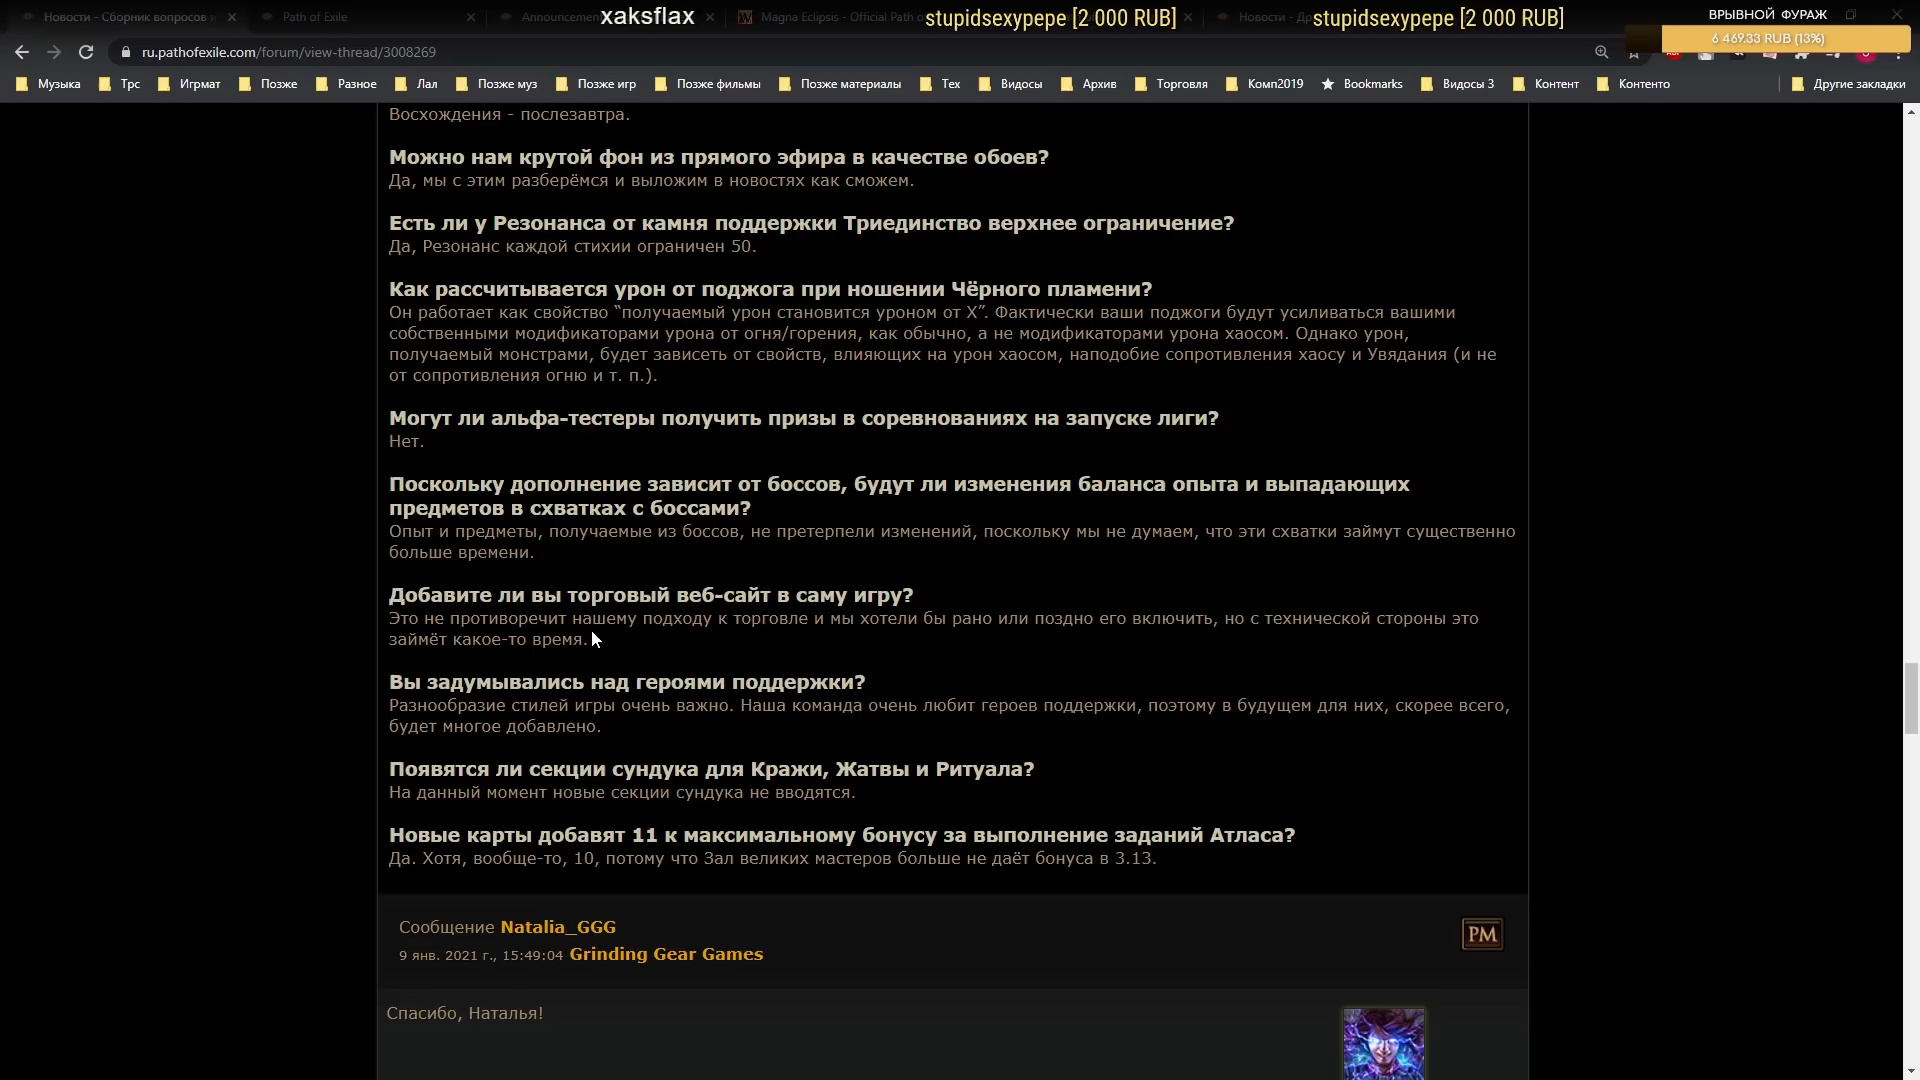 Новости - Сборник вопросов и
Path of Exile
Announcement
xaksflax
Magna Eclipsis - Official Path o
stupidsexypepe [2 000 RUB]
Новости - Др
stupidsexypepe [2 000 RUB]
ВРЫВНОЙ ФУРАЖ
6 469.33 RUB (13%)
ru.pathofexile.com/forum/view-thread/3008269
Музыка
Трс
Игрмат
Позже
Разное
Лал
Позже муз
Позже игр
Позже фильмы
Позже материалы
Тех
Видосы
Архив
Торговля
Комп2019
Bookmarks
Видосы 3
Контент
Контенто
Другие закладки
Восхождения - послезавтра.
Можно нам крутой фон из прямого эфира в качестве обоев?
Да, мы с этим разберёмся и выложим в новостях как сможем.
Есть ли у Резонанса от камня поддержки Триединство верхнее ограничение?
Да, Резонанс каждой стихии ограничен 50.
Как рассчитывается урон от поджога при ношении Чёрного пламени?
Он работает как свойство “получаемый урон становится уроном от X”. Фактически ваши поджоги будут усиливаться вашими
собственными модификаторами урона от огня/горения, как обычно, а не модификаторами урона хаосом. Однако урон,
получаемый монстрами, будет зависеть от свойств, влияющих на урон хаосом, наподобие сопротивления хаосу и Увядания (и не
от сопротивления огню и т. п.).
Могут ли альфа-тестеры получить призы в соревнованиях на запуске лиги?
Нет.
Поскольку дополнение зависит от боссов, будут ли изменения баланса опыта и выпадающих
предметов в схватках с боссами?
Опыт и предметы, получаемые из боссов, не претерпели изменений, поскольку мы не думаем, что эти схватки займут существенно
больше времени.
Добавите ли вы торговый веб-сайт в саму игру?
Это не противоречит нашему подходу к торговле и мы хотели бы рано или поздно его включить, но с технической стороны это
займёт какое-то время.
Вы задумывались над героями поддержки?
Разнообразие стилей игры очень важно. Наша команда очень любит героев поддержки, поэтому в будущем для них, скорее всего,
будет многое добавлено.
Появятся ли секции сундука для Кражи, Жатвы и Ритуала?
На данный момент новые секции сундука не вводятся.
Новые карты добавят 11 к максимальному бонусу за выполнение заданий Атласа?
Да. Хотя, вообще-то, 10, потому что Зал великих мастеров больше не даёт бонуса в 3.13.
Сообщение Natalia_GGG
PM
9 янв. 2021 г., 15:49:04 Grinding Gear Games
Спасибо, Наталья!